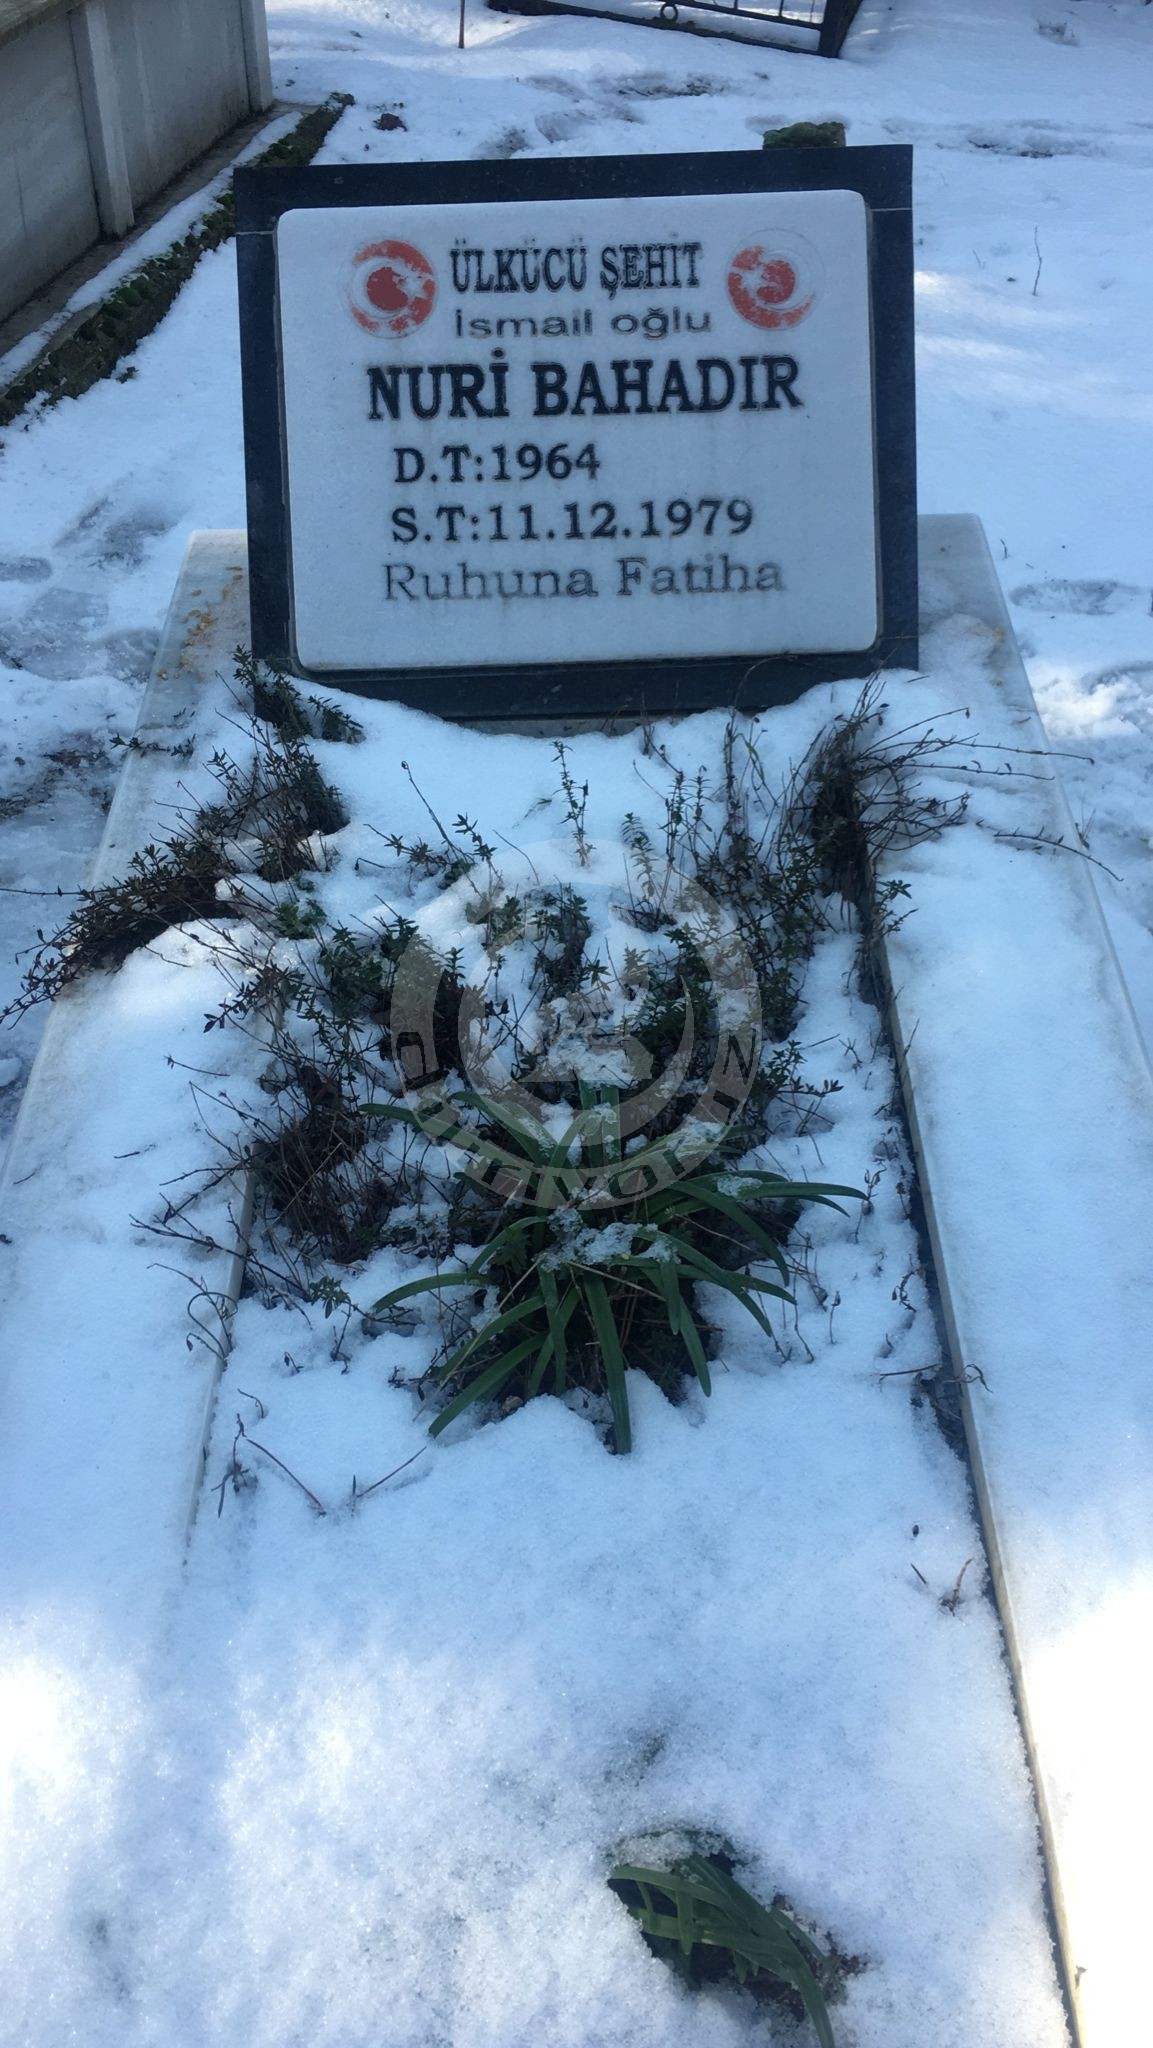 ÜLKÜCÜ ŞEHİT
İsmail oğlu
NURİ BAHADIR
D.T:1964
S.T:11.12.1979
Ruhuna Fatiha